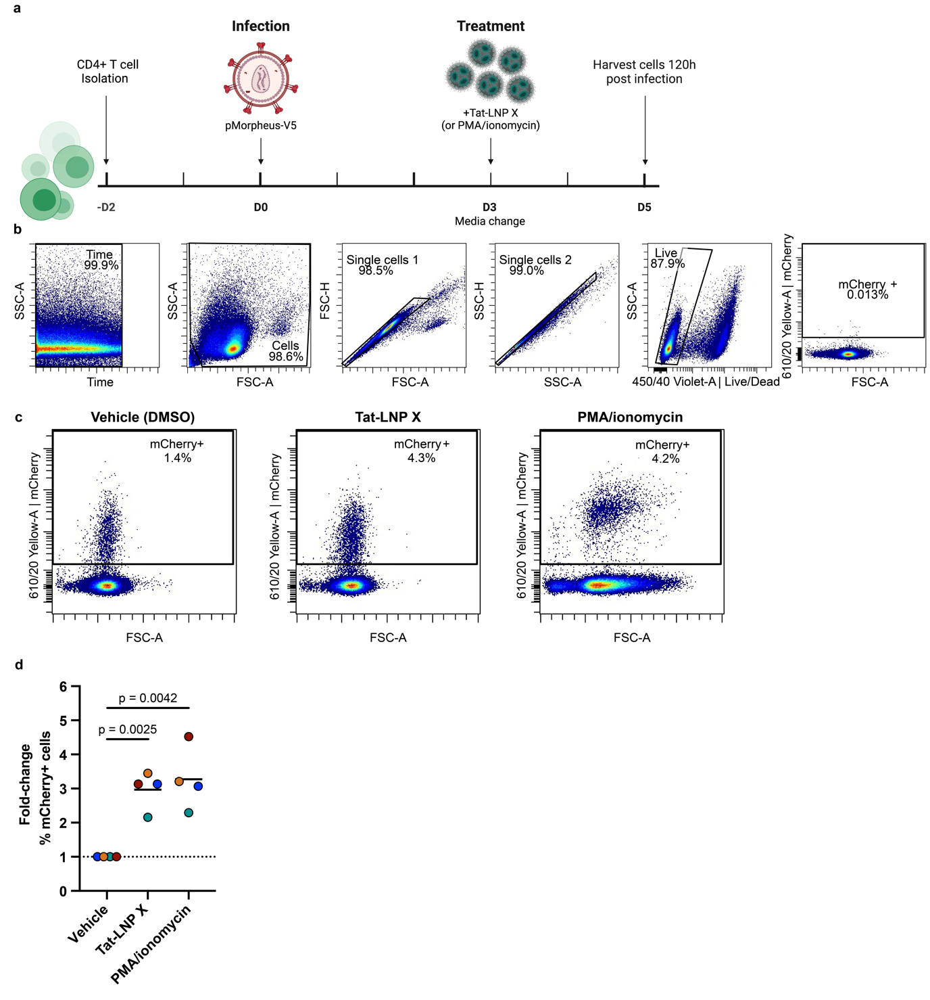 a
Infection
Treatment
CD4+ T cell
Isolation
Harvest cells 120h
post infection
+Tat-LNP X
(or PMA/ionomycin)
pMorpheus-V5
-D2
D0
D3
D5
Media change
b
SSC-A
Time
99.9%
Time
SSC-A
Cells
98.6%
FSC-A
FSC-H
Single cells 1
98.5%
FSC-A
SSC-H
Single cells 2
99.0%
SSC-A
SSC-A
Live
87.9%
450/40 Violet-A | Live/Dead
610/20 Yellow-A | mCherry
mCherry +
0.013%
FSC-A
c
Vehicle (DMSO)
610/20 Yellow-A | mCherry
mCherry+
1.4%
FSC-A
Tat-LNP X
610/20 Yellow-A | mCherry
mCherry +
4.3%
FSC-A
PMA/ionomycin
610/20 Yellow-A | mCherry
mCherry+
4.2%
FSC-A
d
Fold-change
% mCherry+ cells
6
5
4
3
2
1
0
p = 0.0042
p = 0.0025
Vehicle
Tat-LNP X
PMA/ionomycin